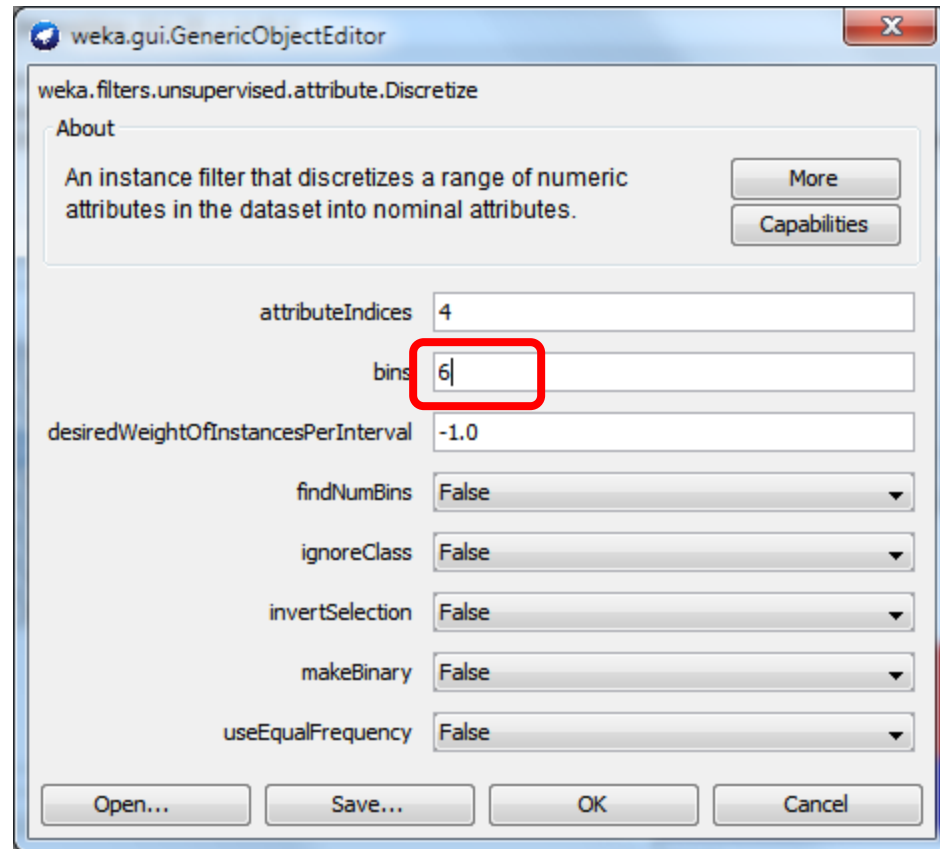 weka.gui.GenericObjectEditor
weka.filters.unsupervised.attribute.Discretize
About
An instance filter that discretizes a range of numeric
attributes in the dataset into nominal attributes.
More
Capabilities
attributeIndices 4
bins 6
desiredWeightOfInstancesPerInterval -1.0
findNumBins False
ignoreClass False
invertSelection False
makeBinary False
useEqualFrequency False
Open... Save... OK Cancel